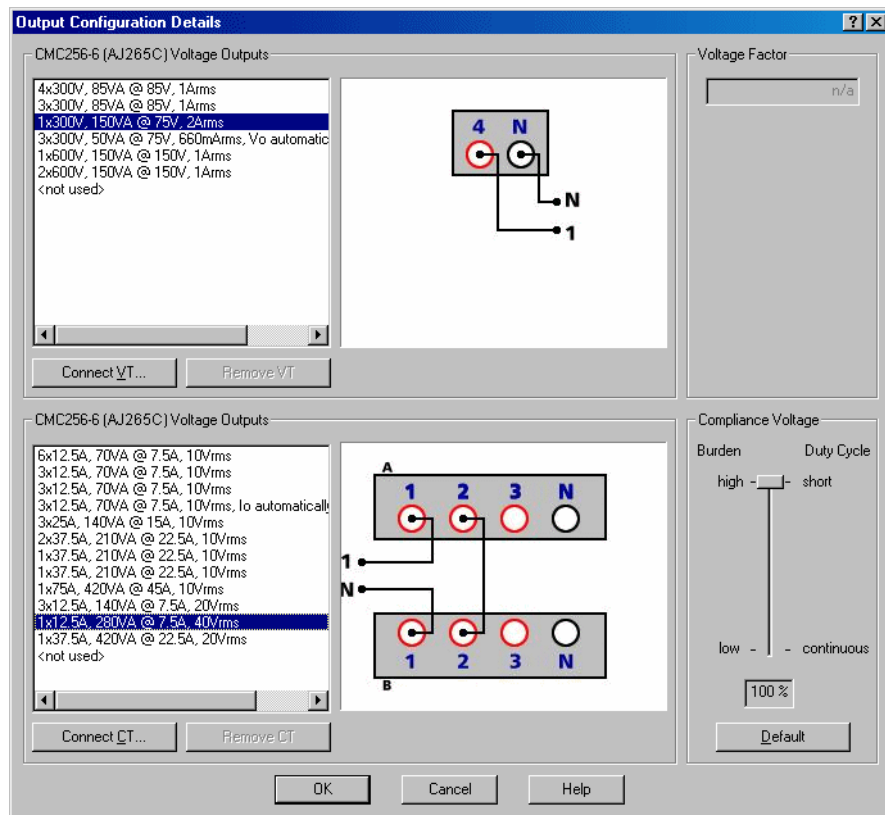 Output Configuration Details
CMC256-6 (AJ265C) Voltage Outputs
4x300V, 85VA @ 85V, 1Arms
3x300V, 85VA @ 85V, 1Arms
1x300V, 150VA @ 75V, 2Arms
3x300V, 50VA @ 75V, 660mArms, Vo automatic
1x600V, 150VA @ 150V, 1Arms
2x600V, 150VA @ 150V, 1Arms
<not used>
4 N
N
1
Connect VT...
Remove VT
Voltage Factor
n/a
CMC256-6 (AJ265C) Voltage Outputs
6x12.5A, 70VA @ 7.5A, 10Vrms
3x12.5A, 70VA @ 7.5A, 10Vrms
3x12.5A, 70VA @ 7.5A, 10Vrms
3x12.5A, 70VA @ 7.5A, 10Vrms, Io automatically
3x25A, 140VA @ 15A, 10Vrms
2x37.5A, 210VA @ 22.5A, 10Vrms
1x37.5A, 210VA @ 22.5A, 10Vrms
1x37.5A, 210VA @ 22.5A, 10Vrms
1x75A, 420VA @ 45A, 10Vrms
3x12.5A, 140VA @ 7.5A, 20Vrms
1x12.5A, 280VA @ 7.5A, 40Vrms
1x37.5A, 420VA @ 22.5A, 20Vrms
<not used>
A
1 2 3 N
1
N
1 2 3 N
B
Connect CT...
Remove CT
Compliance Voltage
Burden Duty Cycle
high - - short
low - - continuous
100 %
Default
OK
Cancel
Help